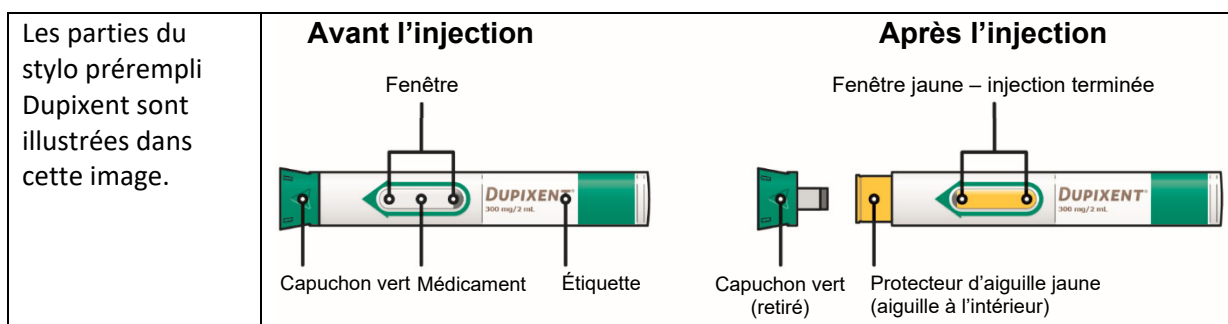 Les parties du
stylo prérempli
Dupixent sont
illustrées dans
cette image.
Avant l’injection
Fenêtre
DUPIXENT®
300 mg/2 mL
Capuchon vert
Médicament
Étiquette
Après l’injection
Fenêtre jaune – injection terminée
DUPIXENT®
300 mg/2 mL
Capuchon vert
(retiré)
Protecteur d’aiguille jaune
(aiguille à l’intérieur)